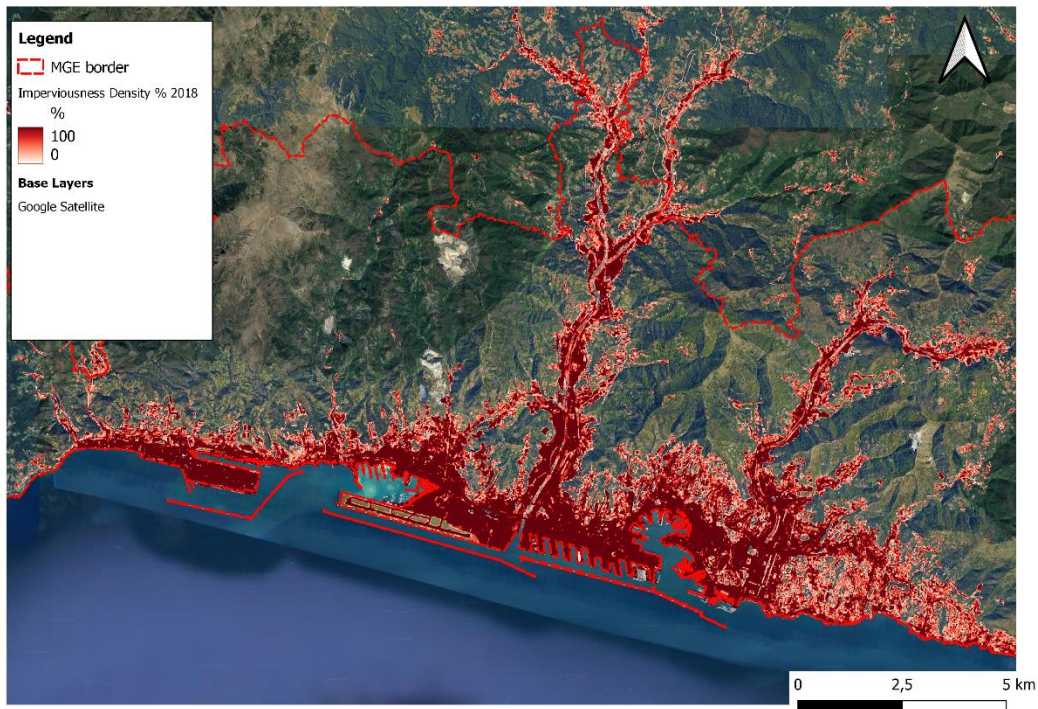 Legend
MGE border
Imperviousness Density % 2018
%
100
0
Base Layers
Google Satellite
0 2,5 5 km